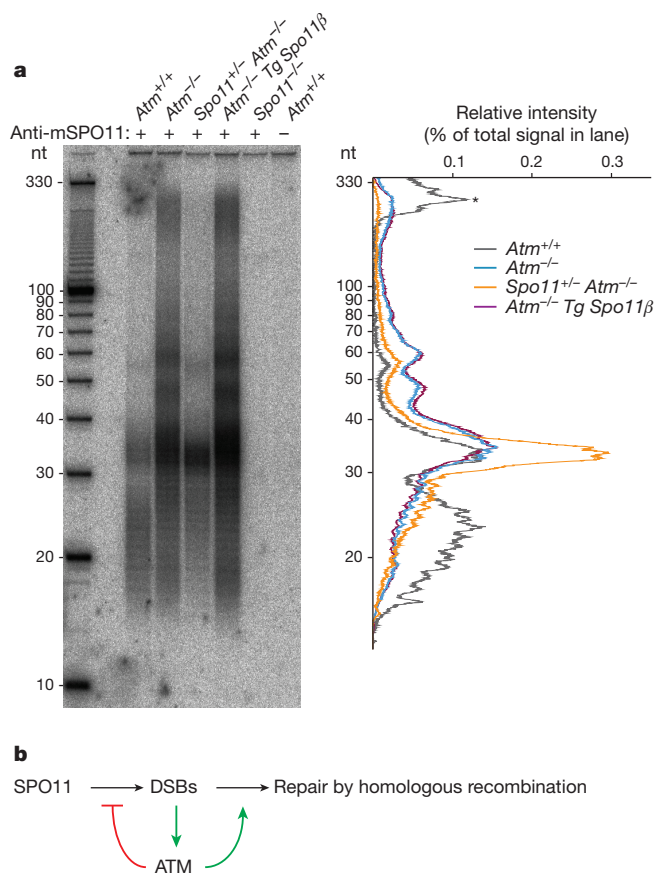 a
Atm+/+
Atm−/−
Spo11+/− Atm−/−
Atm−/− Tg Spo11β
Spo11−/−
Atm+/+
Anti-mSPO11: + + + + + −
nt
330
100
90
80
70
60
50
40
30
20
10
Relative intensity
(% of total signal in lane)
nt
0.1 0.2 0.3
330
*
Atm+/+
Atm−/−
Spo11+/− Atm−/−
Atm−/− Tg Spo11β
100
90
80
70
60
50
40
30
20
b
SPO11 DSBs Repair by homologous recombination
ATM